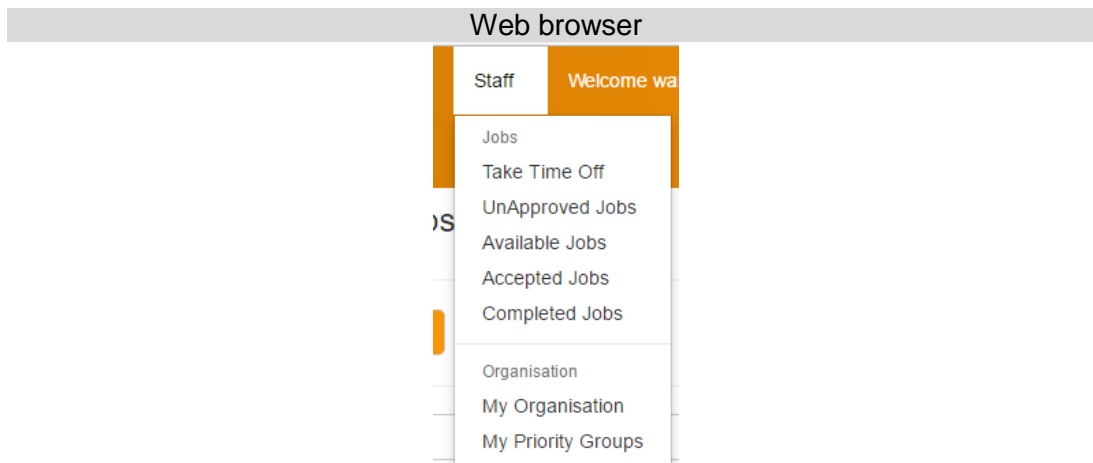 Web browser
Staff Welcome wa
Jobs
Take Time Off
UnApproved Jobs
os
Available Jobs
Accepted Jobs
Completed Jobs
Organisation
My Organisation
My Priority Groups